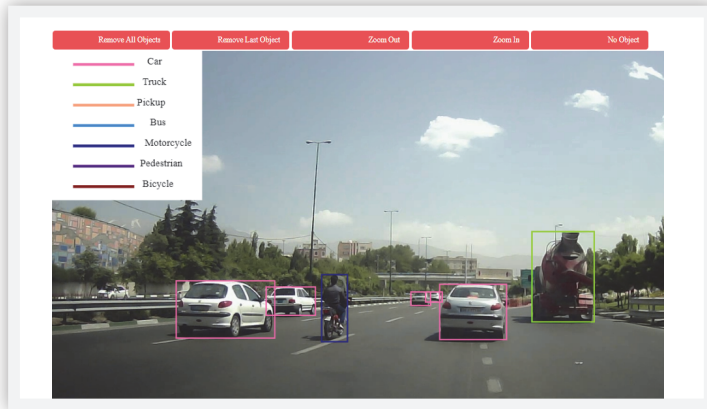 Remove All Objects
Remove Last Object
Zoom Out
Zoom In
No Object
Car
Truck
Pickup
Bus
Motorcycle
Pedestrian
Bicycle